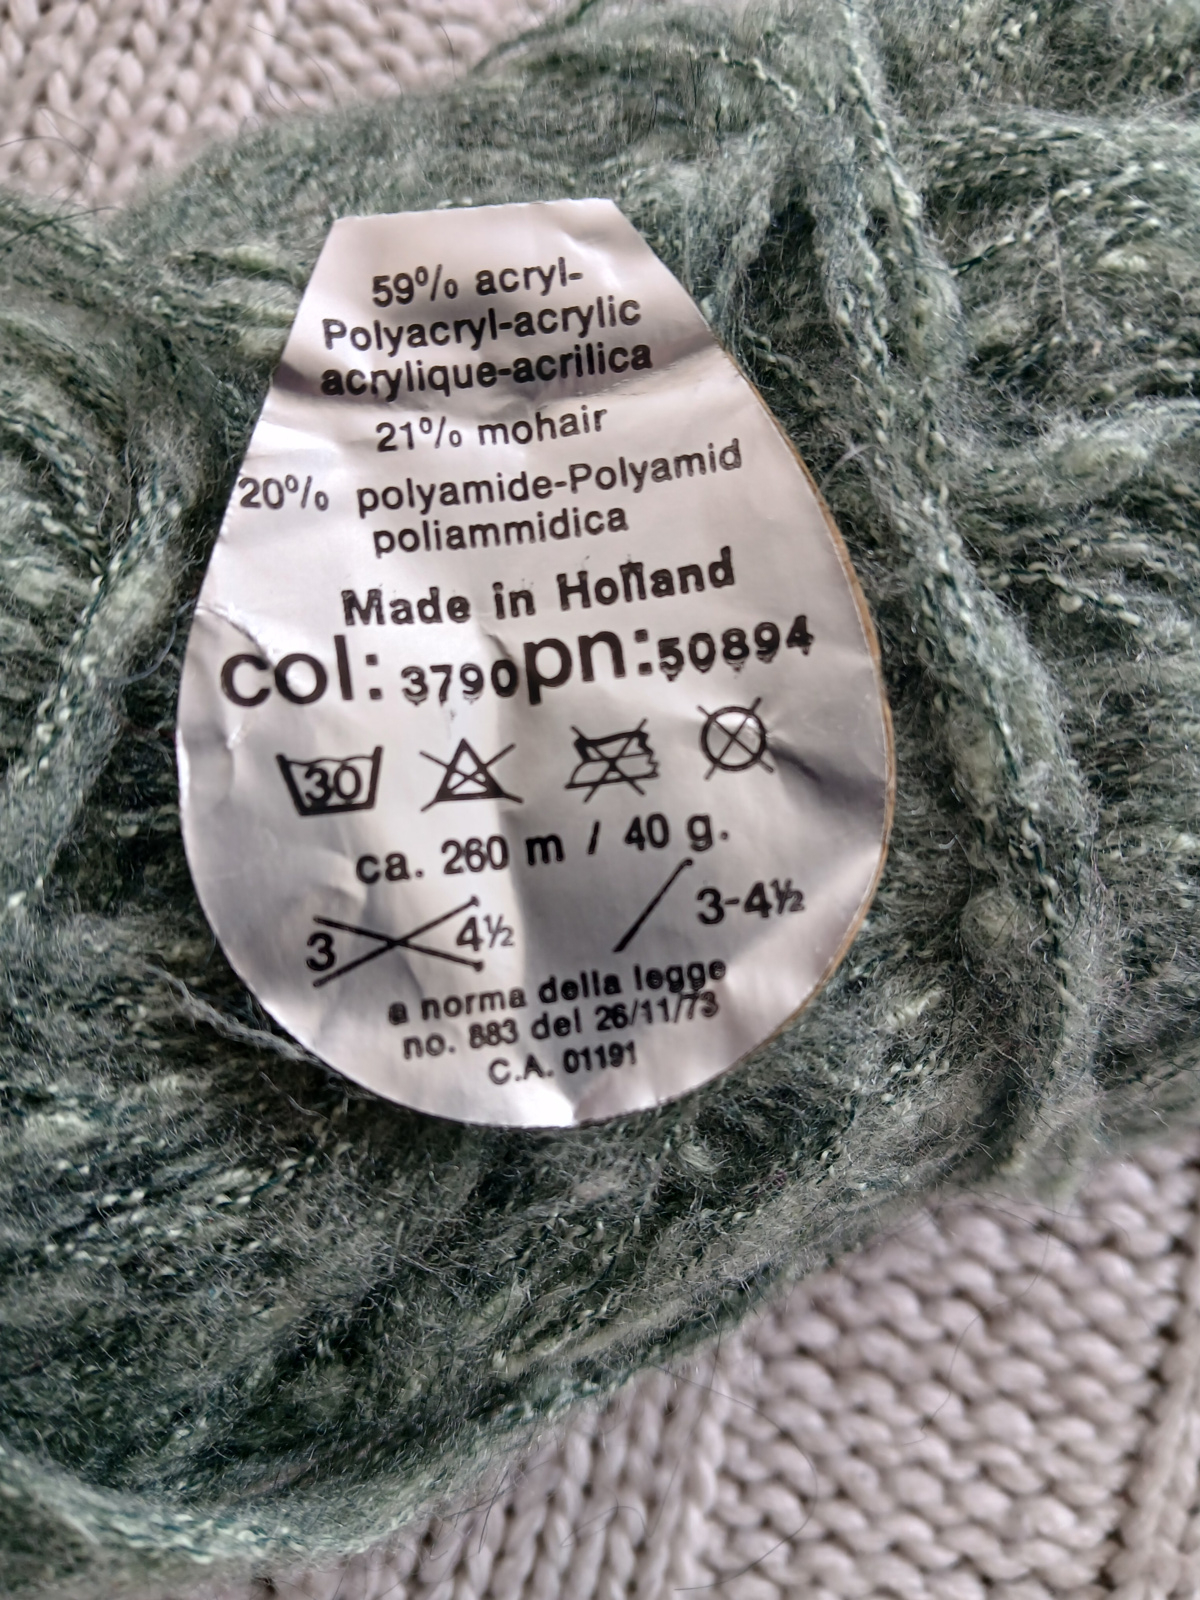 59% acryl-
Polyacryl-acrylic
acrylique-acrilica
21% mohair
20% polyamide-Polyamid
poliammidica
Made in Holland
col: 3790 pn: 50894
30
ca. 260 m / 40 g.
3 4½ 3-4½
a norma della legge
no. 883 del 26/11/73
C.A. 01191